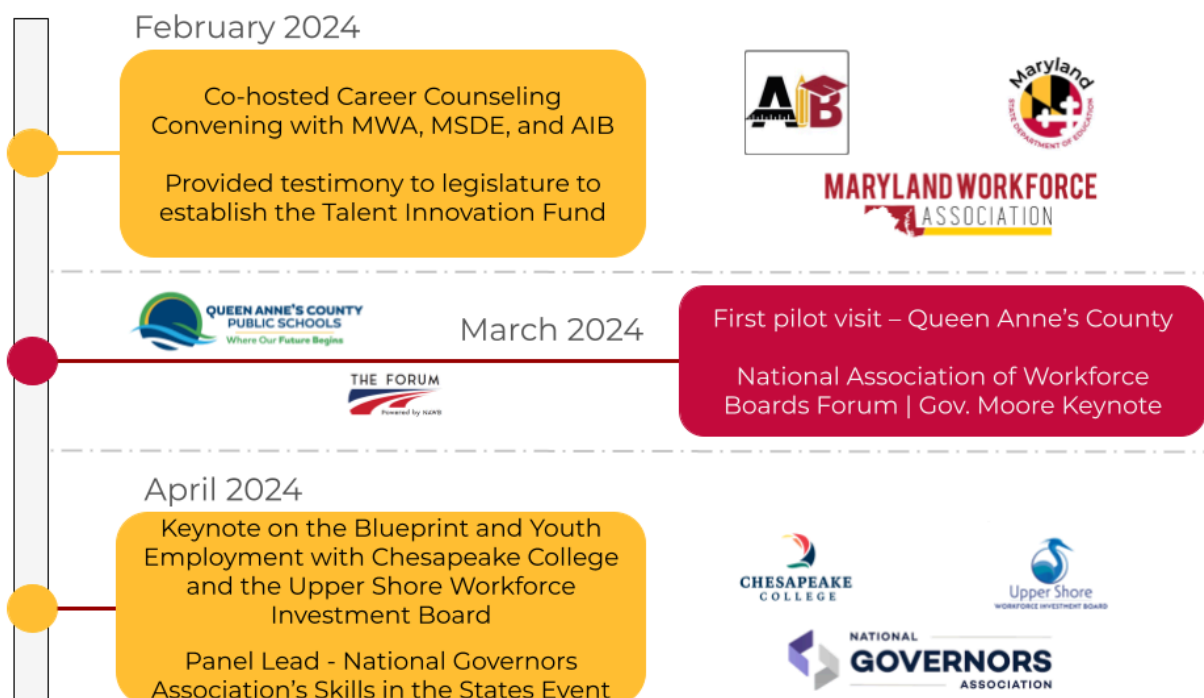 February 2024
Co-hosted Career Counseling
Convening with MWA, MSDE, and AIB
Provided testimony to legislature to
establish the Talent Innovation Fund
AIB
Maryland
STATE DEPARTMENT OF EDUCATION
MARYLAND WORKFORCE
ASSOCIATION
QUEEN ANNE'S COUNTY
PUBLIC SCHOOLS
Where Our Future Begins
THE FORUM
Powered by NAWB
March 2024
First pilot visit – Queen Anne's County
National Association of Workforce
Boards Forum | Gov. Moore Keynote
April 2024
Keynote on the Blueprint and Youth
Employment with Chesapeake College
and the Upper Shore Workforce
Investment Board
Panel Lead - National Governors
Association's Skills in the States Event
CHESAPEAKE
COLLEGE
Upper Shore
WORKFORCE INVESTMENT BOARD
NATIONAL
GOVERNORS
ASSOCIATION